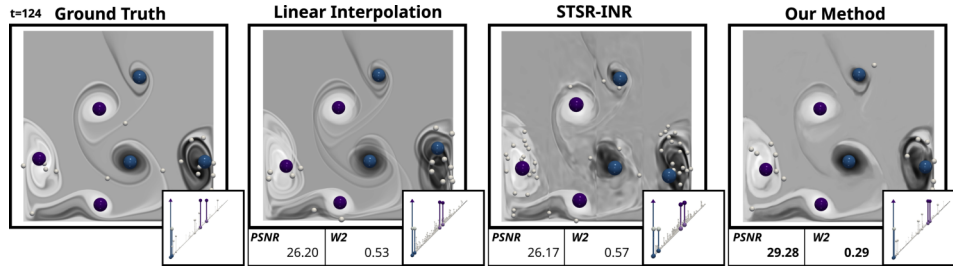 t=124 Ground Truth
Linear Interpolation
STSR-INR
Our Method
PSNR W2
26.20 0.53
PSNR W2
26.17 0.57
PSNR W2
29.28 0.29